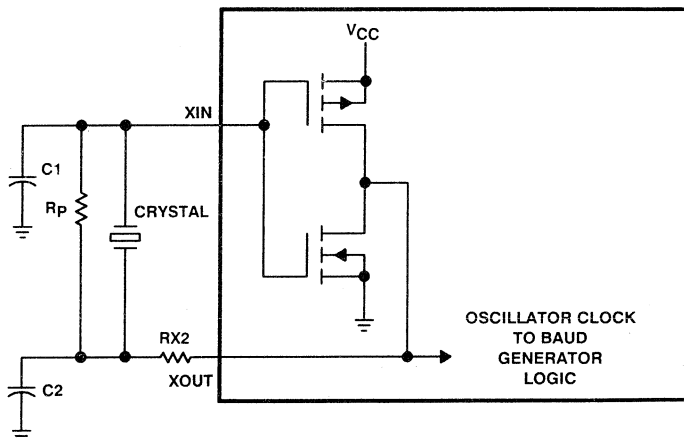 VCC
XIN
C1
RP
CRYSTAL
RX2
XOUT
C2
OSCILLATOR CLOCK
TO BAUD
GENERATOR
LOGIC